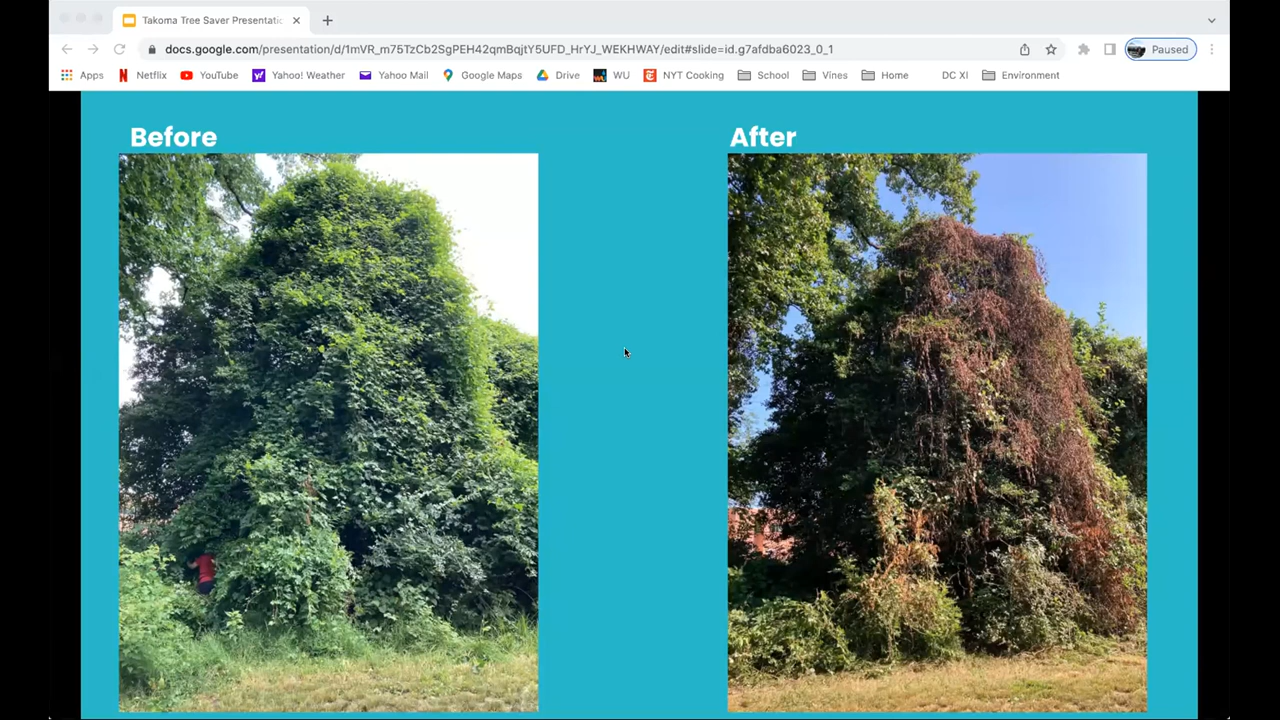 Takoma Tree Saver Presentatic
docs.google.com/presentation/d/1mVR_m75TzCb2SgPEH42qmBqjtY5UFD_HrYJ_WEKHWAY/edit#slide=id.g7afdba6023_0_1
Paused
Apps Netflix YouTube Yahoo! Weather Yahoo Mail Google Maps Drive WU NYT Cooking School Vines Home DC XI Environment
Before
After